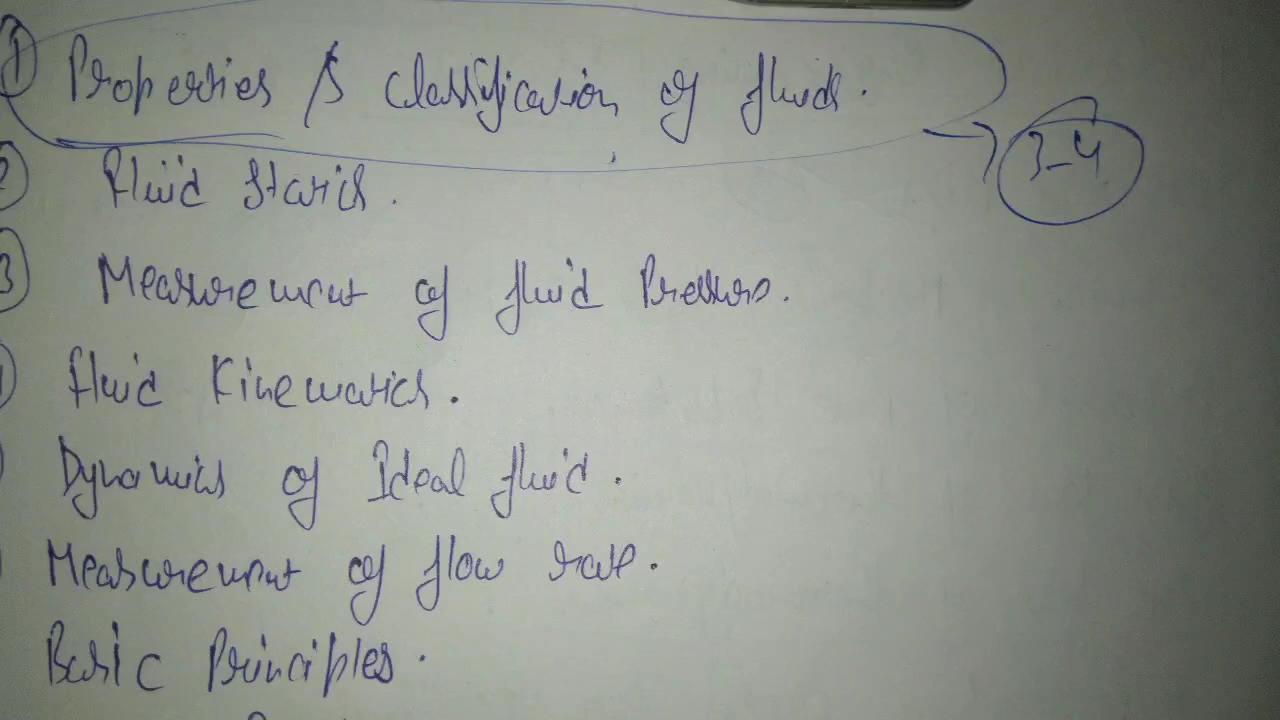 ① Properties & Classification of fluids.
→ 3-4
② Fluid Statics.
③ Measurement of fluid Pressure.
Fluid Kinematics.
Dynamics of Ideal fluid.
Measurement of flow rate.
Basic Principles.